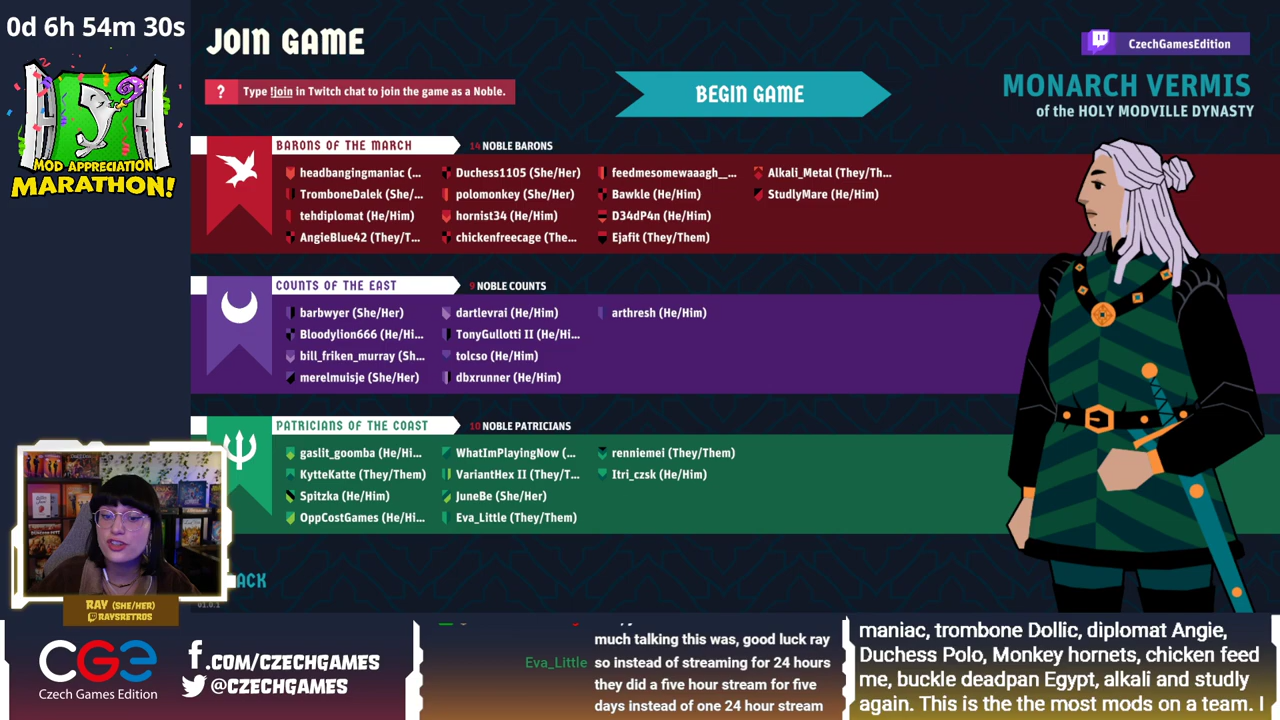 0d 6h 54m 30s
MOD APPRECIATION
MARATHON!
JOIN GAME
? Type !join in Twitch chat to join the game as a Noble.
BEGIN GAME
CzechGamesEdition
MONARCH VERMIS
of the HOLY MODVILLE DYNASTY
BARONS OF THE MARCH 14 NOBLE BARONS
headbangingmaniac (... Duchess1105 (She/Her) feedmesomewaaagh__... Alkali_Metal (They/Th...
TromboneDalek (She/... polomonkey (She/Her) Bawkle (He/Him) StudlyMare (He/Him)
tehdiplomat (He/Him) hornist34 (He/Him) D34dP4n (He/Him)
AngieBlue42 (They/T... chickenfreecage (The... Ejafit (They/Them)
COUNTS OF THE EAST 9 NOBLE COUNTS
barbwyer (She/Her) dartlevrai (He/Him) arthresh (He/Him)
Bloodylion666 (He/Hi... TonyGullotti II (He/Hi...
bill_friken_murray (Sh... tolcso (He/Him)
merelmuisje (She/Her) dbxrunner (He/Him)
PATRICIANS OF THE COAST 10 NOBLE PATRICIANS
gaslit_goomba (He/Hi... WhatImPlayingNow (... renniemei (They/Them)
KytteKatte (They/Them) VariantHex II (They/T... Itri_czsk (He/Him)
Spitzka (He/Him) JuneBe (She/Her)
OppCostGames (He/Hi... Eva_Little (They/Them)
ACK
RAY (SHE/HER)
RAYSRETROS
CGE
Czech Games Edition
f.COM/CZECHGAMES
@CZECHGAMES
much talking this was, good luck ray
Eva_Little so instead of streaming for 24 hours
they did a five hour stream for five
days instead of one 24 hour stream
maniac, trombone Dollic, diplomat Angie,
Duchess Polo, Monkey hornets, chicken feed
me, buckle deadpan Egypt, alkali and studly
again. This is the the most mods on a team. I